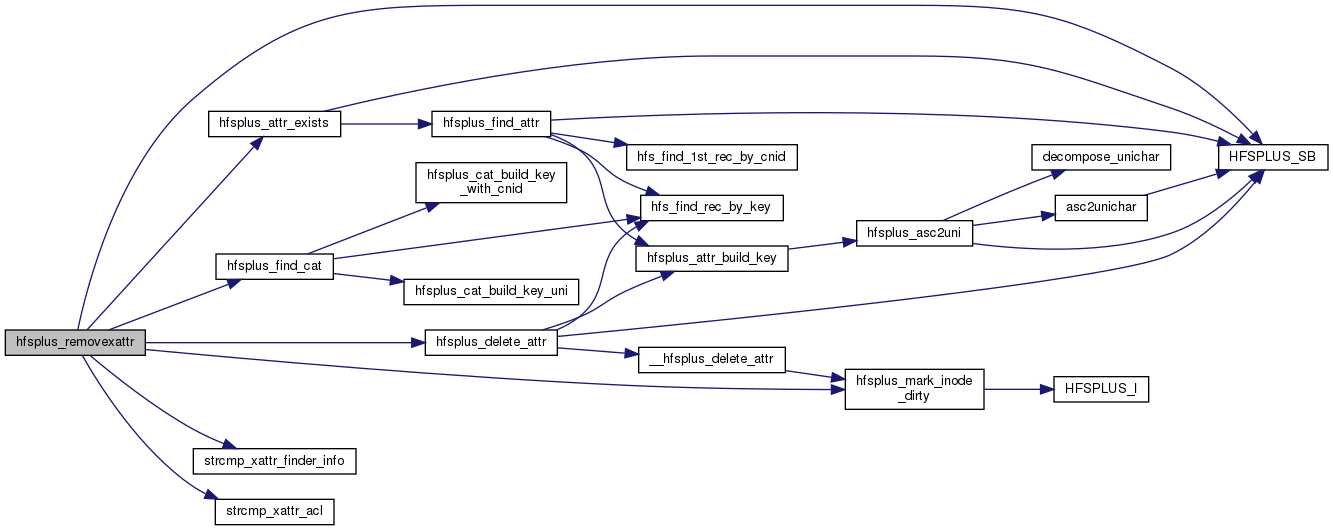 hfsplus_removexattr
hfsplus_attr_exists
hfsplus_find_attr
hfs_find_1st_rec_by_cnid
decompose_unichar
HFSPLUS_SB
hfsplus_cat_build_key
_with_cnid
hfs_find_rec_by_key
asc2unichar
hfsplus_asc2uni
hfsplus_find_cat
hfsplus_attr_build_key
hfsplus_cat_build_key_uni
hfsplus_delete_attr
__hfsplus_delete_attr
hfsplus_mark_inode
_dirty
HFSPLUS_I
strcmp_xattr_finder_info
strcmp_xattr_acl